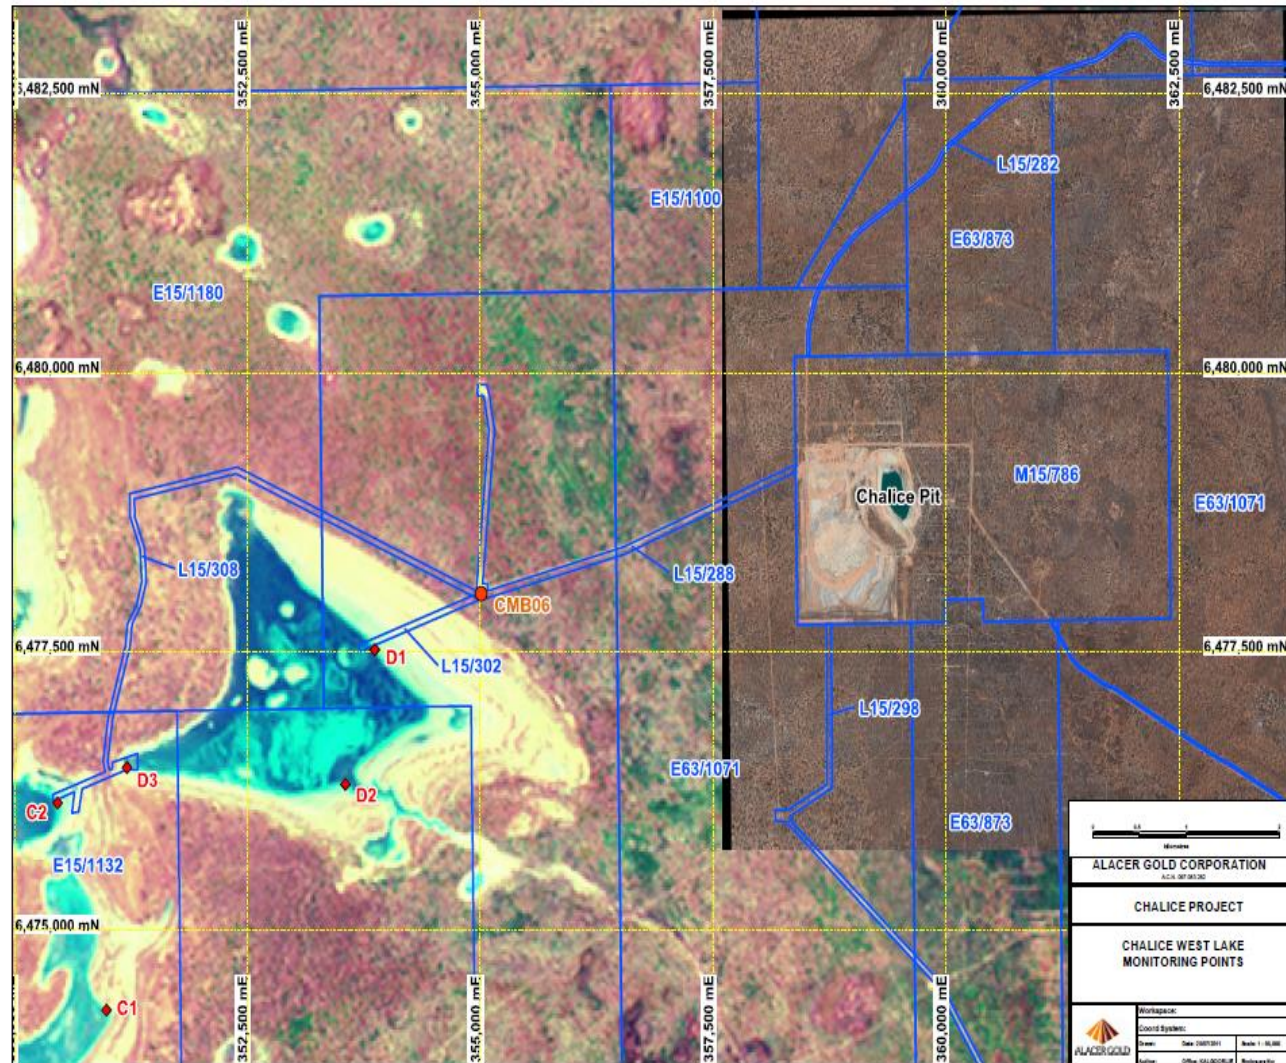 352,500 mE
355,000 mE
357,500 mE
360,000 mE
362,500 mE
6,482,500 mN
6,482,500 mN
L15/282
E15/1100
E63/873
E15/1180
6,480,000 mN
6,480,000 mN
M15/786
Chalice Pit
E63/1071
L15/308
L15/288
CMB06
6,477,500 mN
6,477,500 mN
D1
L15/302
L15/298
E63/1071
D3
D2
C2
E63/873
E15/1132
6,475,000 mN
C1
352,500 mE
355,000 mE
357,500 mE
360,000 mE
ALACER GOLD CORPORATION
CHALICE PROJECT
CHALICE WEST LAKE
MONITORING POINTS
Workspace:
Coord System:
ALACER GOLD